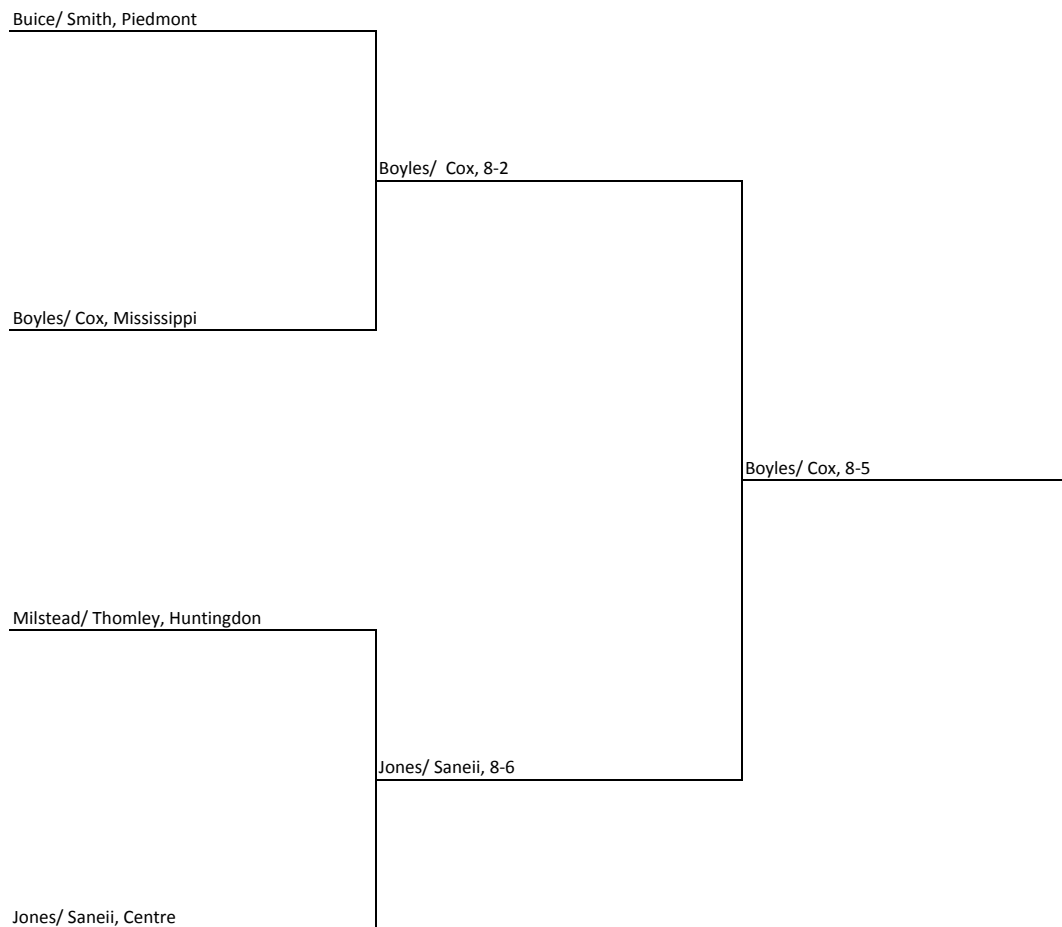 Buice/ Smith, Piedmont
Boyles/  Cox, 8-2
Boyles/ Cox, Mississippi
Boyles/ Cox, 8-5
Milstead/ Thomley, Huntingdon
Jones/ Saneii, 8-6
Jones/ Saneii, Centre